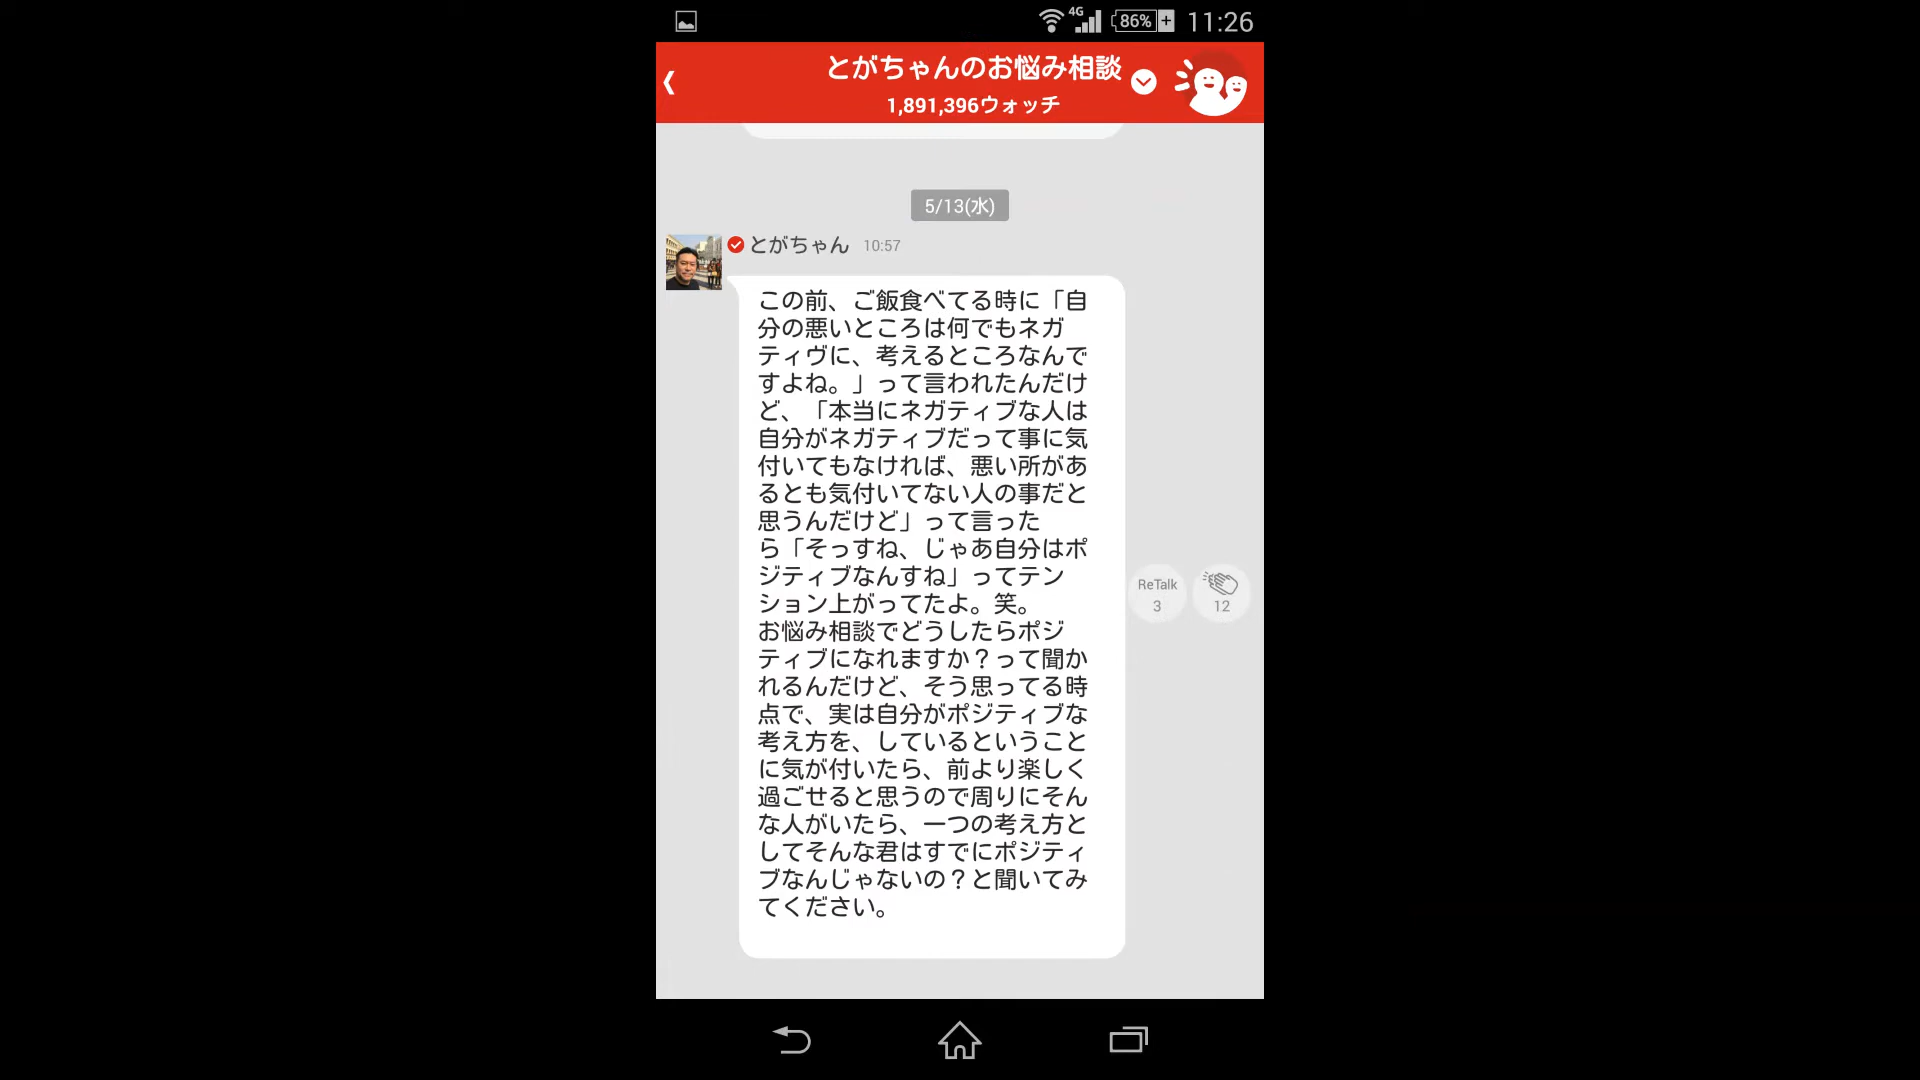 4G
86%
11:26
とがちゃんのお悩み相談
1,891,396ウォッチ
5/13(水)
とがちゃん 10:57
この前、ご飯食べてる時に「自
分の悪いところは何でもネガ
ティヴに、考えるところなんで
すよね。」って言われたんだけ
ど、「本当にネガティブな人は
自分がネガティブだって事に気
付いてもなければ、悪い所があ
るとも気付いてない人の事だと
思うんだけど」って言った
ら「そっすね、じゃあ自分はポ
ジティブなんすね」ってテン
ション上がってたよ。笑。
お悩み相談でどうしたらポジ
ティブになれますか？って聞か
れるんだけど、そう思ってる時
点で、実は自分がポジティブな
考え方を、しているということ
に気が付いたら、前より楽しく
過ごせると思うので周りにそん
な人がいたら、一つの考え方と
してそんな君はすでにポジティ
ブなんじゃないの？と聞いてみ
てください。
ReTalk
3
12